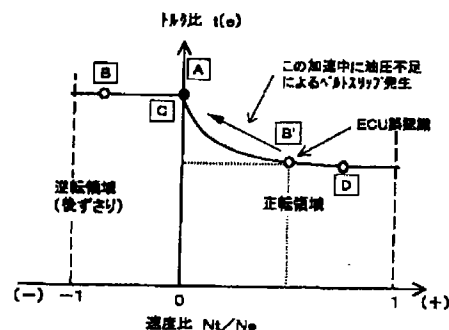 トルク比 t(e)
この加速中に油圧不足
によるベルトスリップ発生
B
A
C
B'
ECU誤認識
D
逆転領域
(後ずさり)
正転領域
(-) -1 0 1 (+)
速度比 Nt/Ne